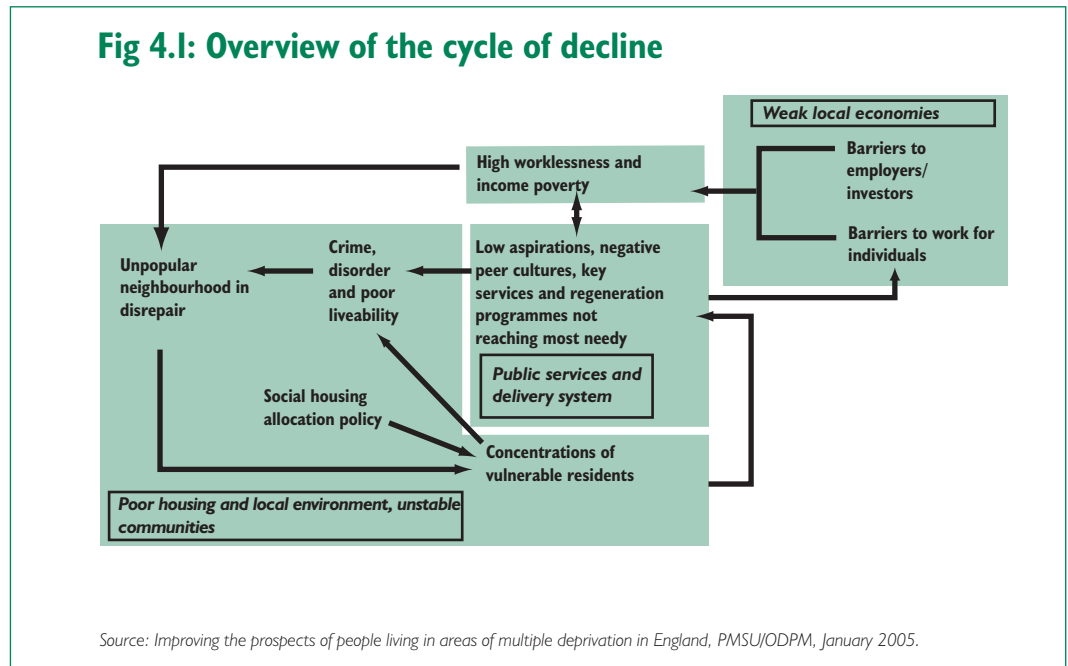 Fig 4.1: Overview of the cycle of decline
Weak local economies
Barriers to
employers/
investors
Barriers to work for
individuals
High worklessness and
income poverty
Low aspirations, negative
peer cultures, key
services and regeneration
programmes not
reaching most needy
Public services and
delivery system
Crime,
disorder
and poor
liveability
Unpopular
neighbourhood in
disrepair
Social housing
allocation policy
Concentrations of
vulnerable residents
Poor housing and local environment, unstable
communities
Source: Improving the prospects of people living in areas of multiple deprivation in England, PMSU/ODPM, January 2005.